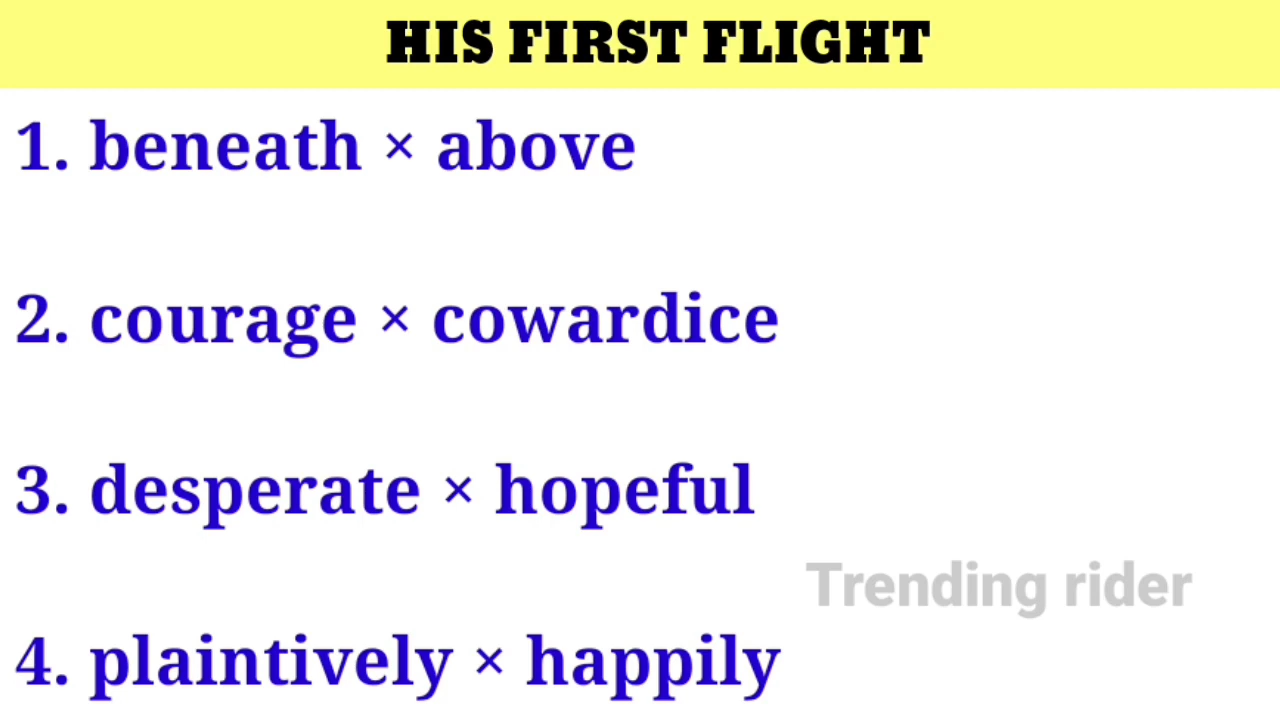 HIS FIRST FLIGHT
1. beneath × above
2. courage × cowardice
3. desperate × hopeful
Trending rider
4. plaintively × happily